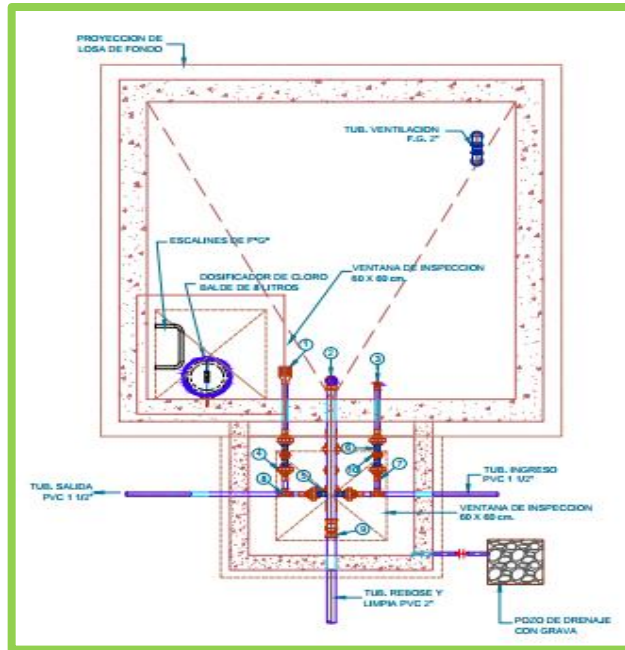 PROYECCION DE
LOSA DE FONDO
TUB. VENTILACION
F.G. 2"
ESCALINES DE FºGº
DOSIFICADOR DE CLORO
BALDE DE 8 LITROS
VENTANA DE INSPECCION
60 X 60 cm.
1
2
3
4
6
10
5
7
8
TUB. SALIDA
PVC 1 1/2"
TUB. INGRESO
PVC 1 1/2"
VENTANA DE INSPECCION
60 X 60 cm.
9
TUB. REBOSE Y
LIMPIA PVC 2"
POZO DE DRENAJE
CON GRAVA